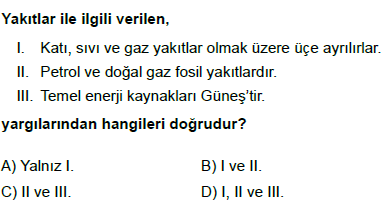 Yakıtlar ile ilgili verilen,
I. Katı, sıvı ve gaz yakıtlar olmak üzere üçe ayrılırlar.
II. Petrol ve doğal gaz fosil yakıtlardır.
III. Temel enerji kaynakları Güneş'tir.
yargılarından hangileri doğrudur?
A) Yalnız I. B) I ve II.
C) II ve III. D) I, II ve III.